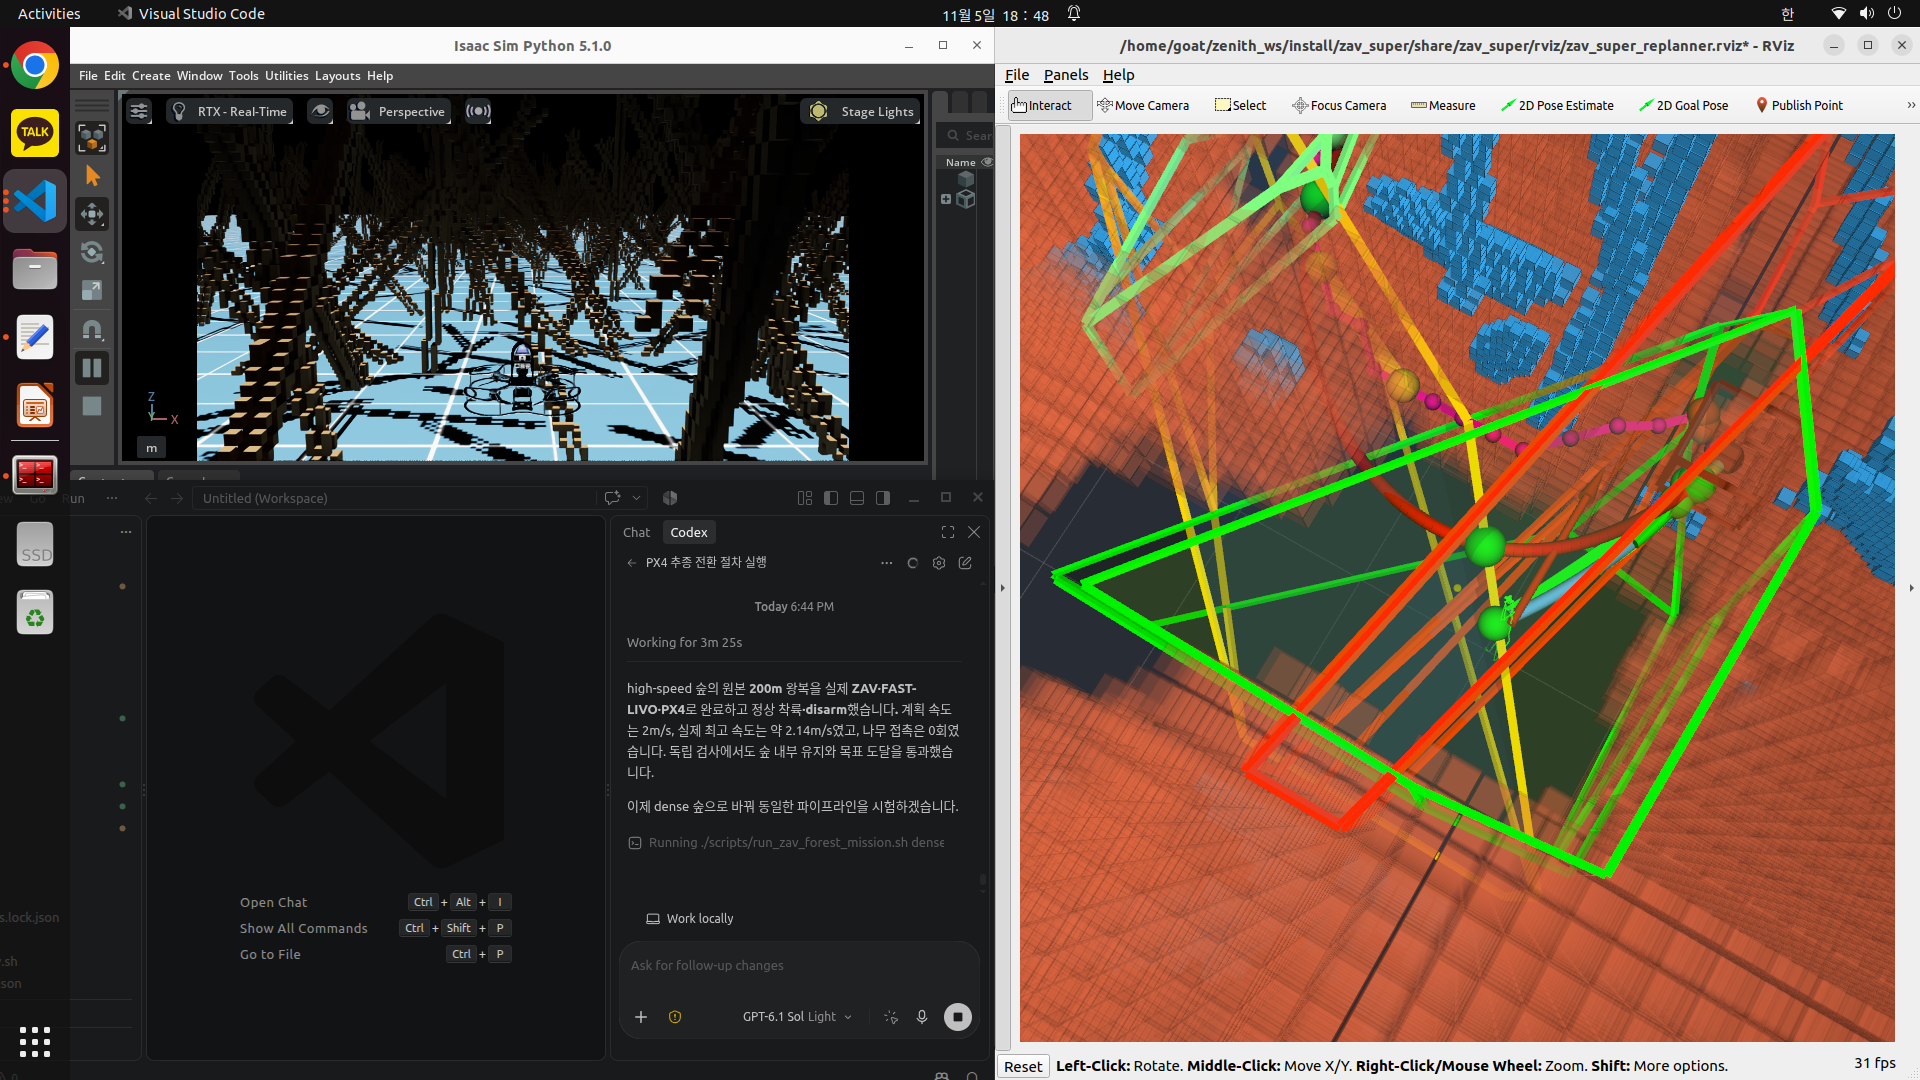 Activities
Visual Studio Code
11월 5일 18 : 48
한
Isaac Sim Python 5.1.0
File Edit Create Window Tools Utilities Layouts Help
RTX - Real-Time
Perspective
Stage Lights
Sear
Name
Z
X
m
TALK
SSD
Run
Untitled (Workspace)
Chat
Codex
PX4 추종 전환 절차 실행
Today 6:44 PM
Working for 3m 25s
high-speed 숲의 원본 200m 왕복을 실제 ZAV·FAST-
LIVO·PX4로 완료하고 정상 착륙·disarm했습니다. 계획 속도
는 2m/s, 실제 최고 속도는 약 2.14m/s였고, 나무 접촉은 0회였
습니다. 독립 검사에서도 숲 내부 유지와 목표 도달을 통과했습
니다.
이제 dense 숲으로 바꿔 동일한 파이프라인을 시험하겠습니다.
Running ./scripts/run_zav_forest_mission.sh dense
Work locally
Ask for follow-up changes
GPT-6.1 Sol Light
Open Chat Ctrl + Alt + I
Show All Commands Ctrl + Shift + P
Go to File Ctrl + P
s.lock.json
.sh
son
/home/goat/zenith_ws/install/zav_super/share/zav_super/rviz/zav_super_replanner.rviz* - RViz
File Panels Help
Interact
Move Camera
Select
Focus Camera
Measure
2D Pose Estimate
2D Goal Pose
Publish Point
Reset
Left-Click: Rotate. Middle-Click: Move X/Y. Right-Click/Mouse Wheel: Zoom. Shift: More options.
31 fps